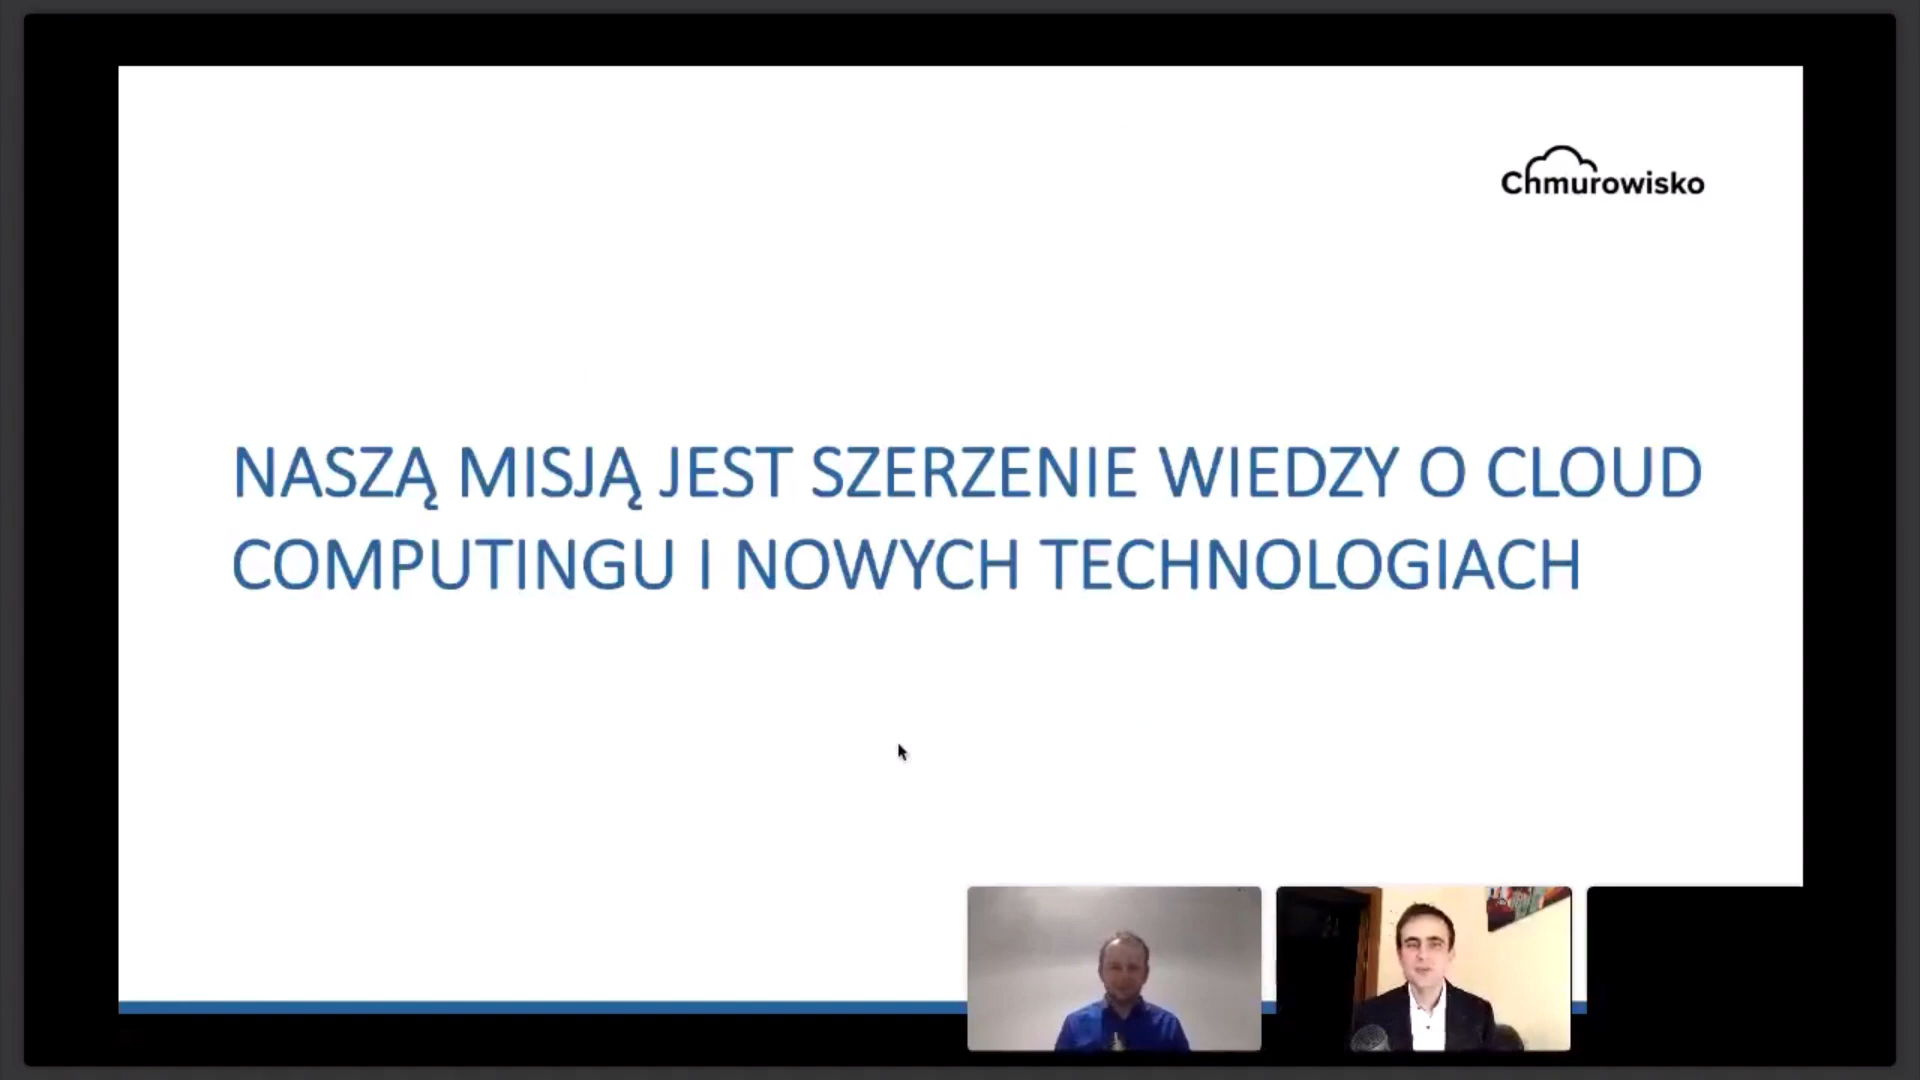 Chmurowisko
NASZĄ MISJĄ JEST SZERZENIE WIEDZY O CLOUD
COMPUTINGU I NOWYCH TECHNOLOGIACH